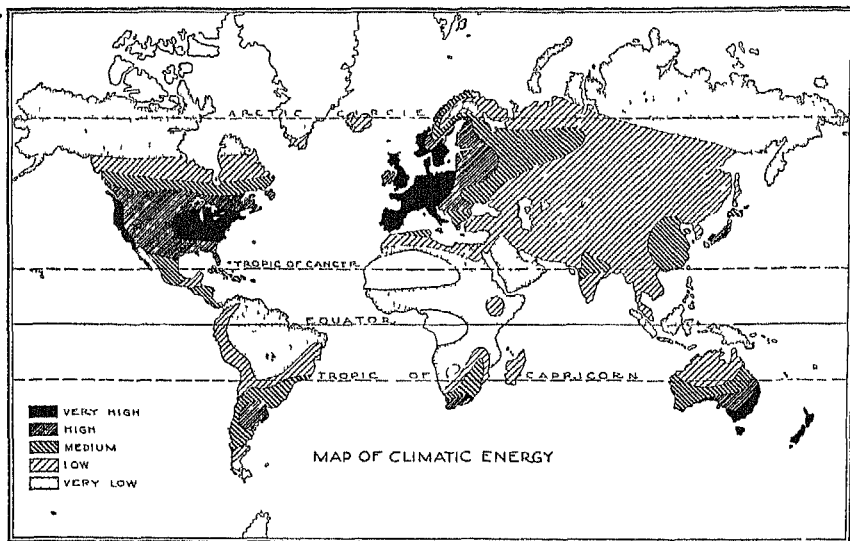 ARCTIC CIRCLE
TROPIC OF CANCER
EQUATOR
TROPIC OF CAPRICORN
VERY HIGH
HIGH
MEDIUM
LOW
VERY LOW
MAP OF CLIMATIC ENERGY